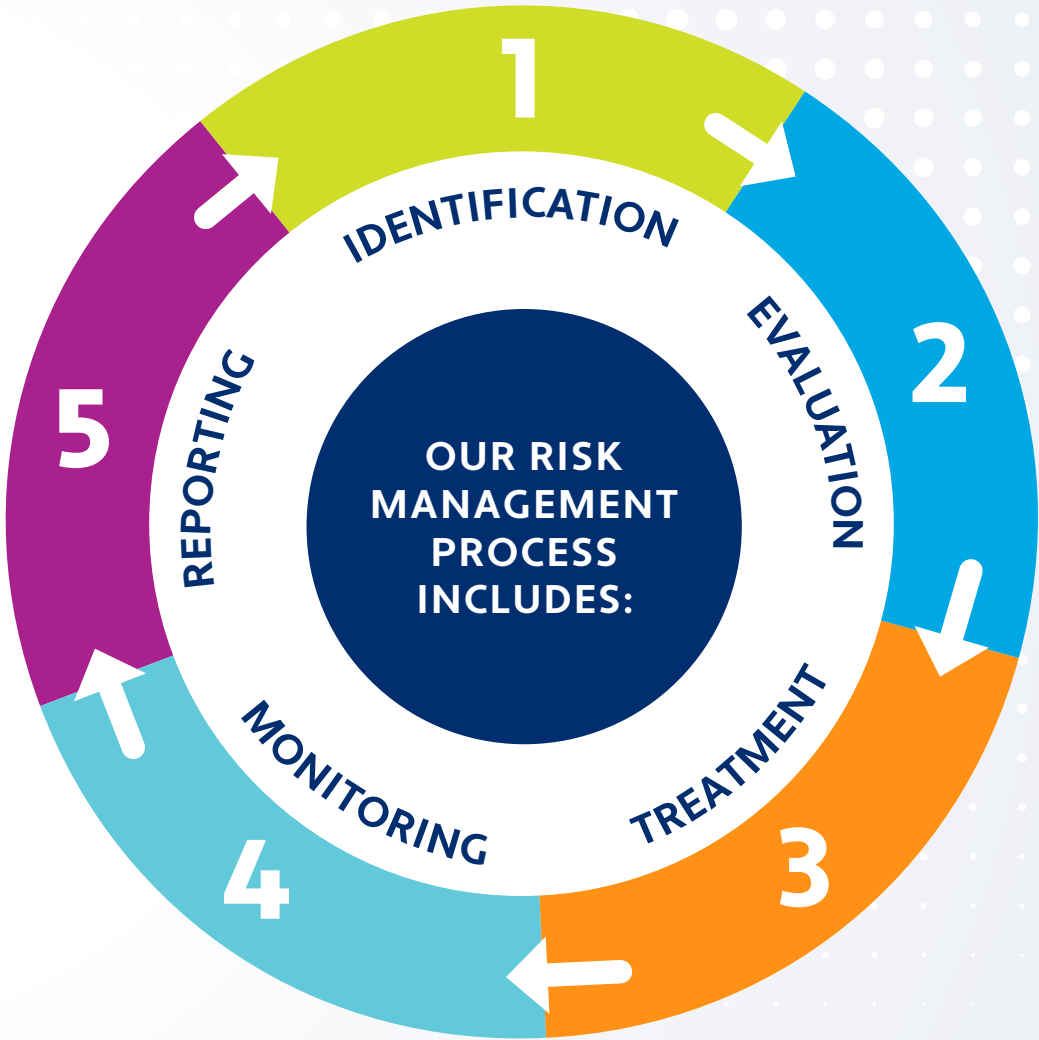 OUR RISK
MANAGEMENT
PROCESS
INCLUDES:
1
IDENTIFICATION
2
EVALUATION
3
TREATMENT
4
MONITORING
5
REPORTING